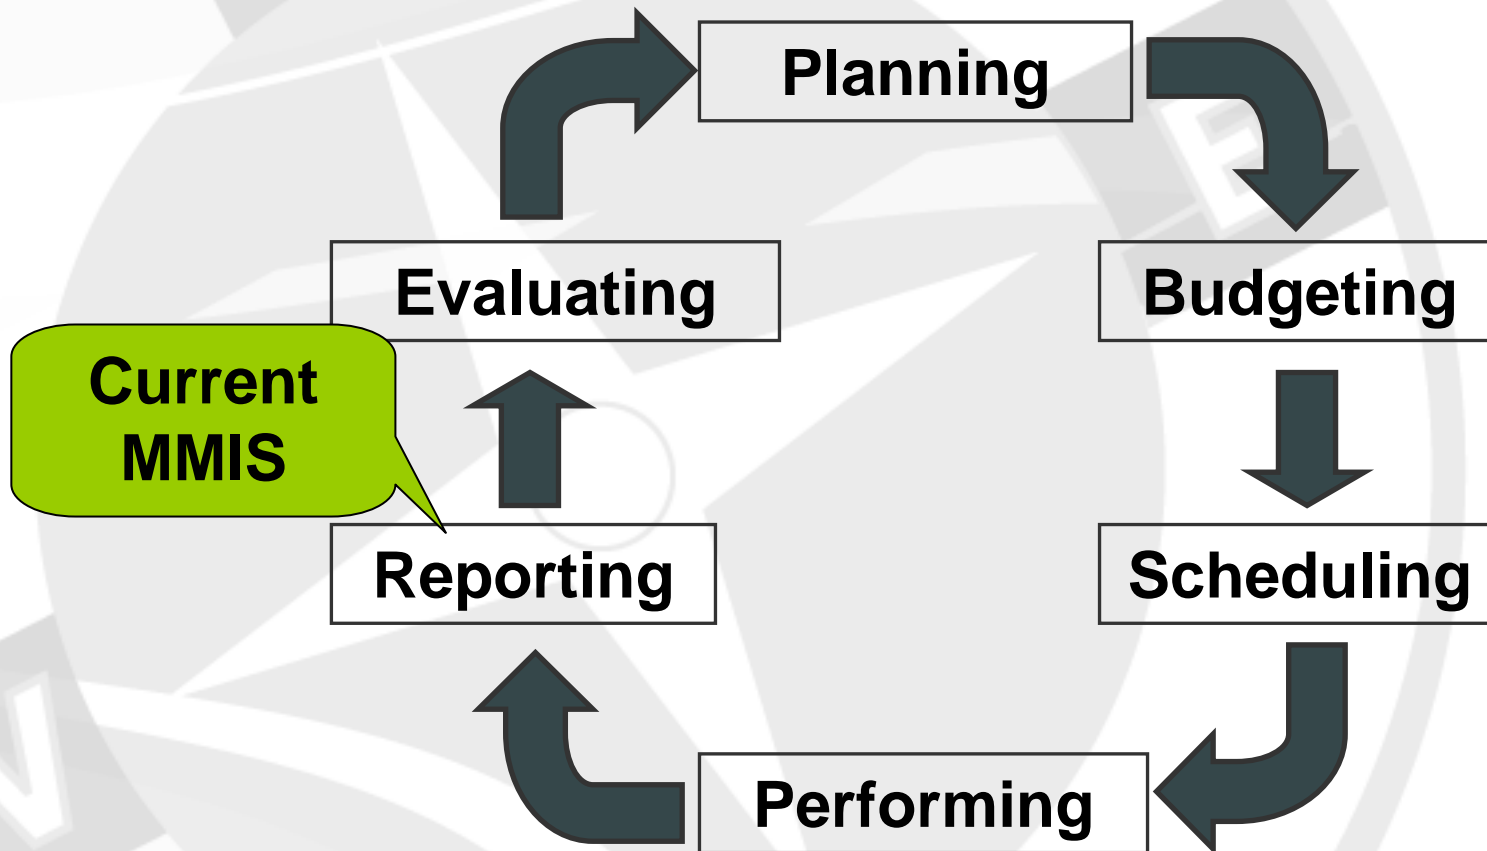 Planning
Evaluating
Budgeting
Current
MMIS
Reporting
Scheduling
Performing
E
W